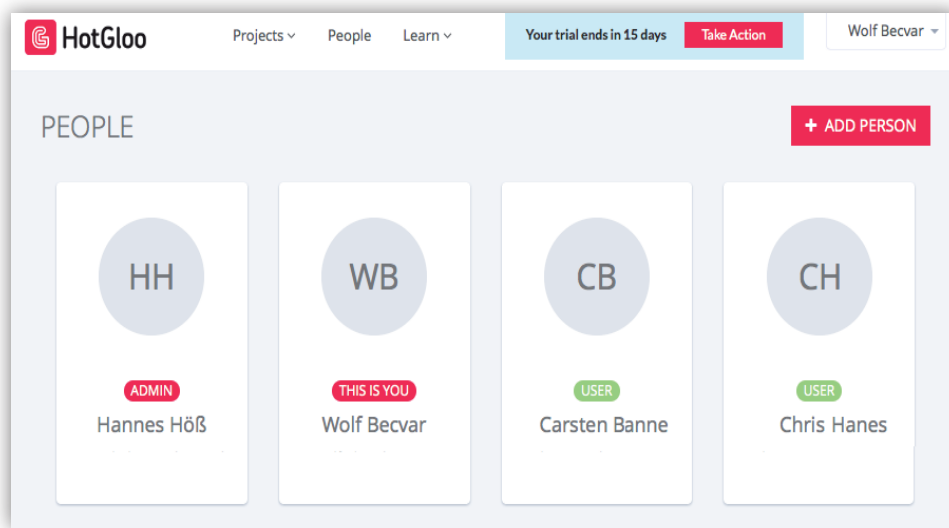 HotGloo
Projects People Learn
Your trial ends in 15 days Take Action
Wolf Becvar
PEOPLE
+ ADD PERSON
HH WB CB CH
ADMIN THIS IS YOU USER USER
Hannes Höß Wolf Becvar Carsten Banne Chris Hanes